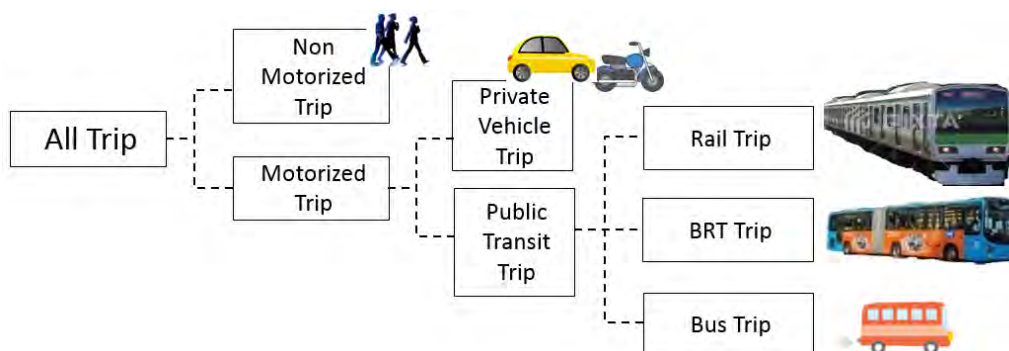 All Trip
Non
Motorized
Trip
Motorized
Trip
Private
Vehicle
Trip
Public
Transit
Trip
Rail Trip
BRT Trip
Bus Trip